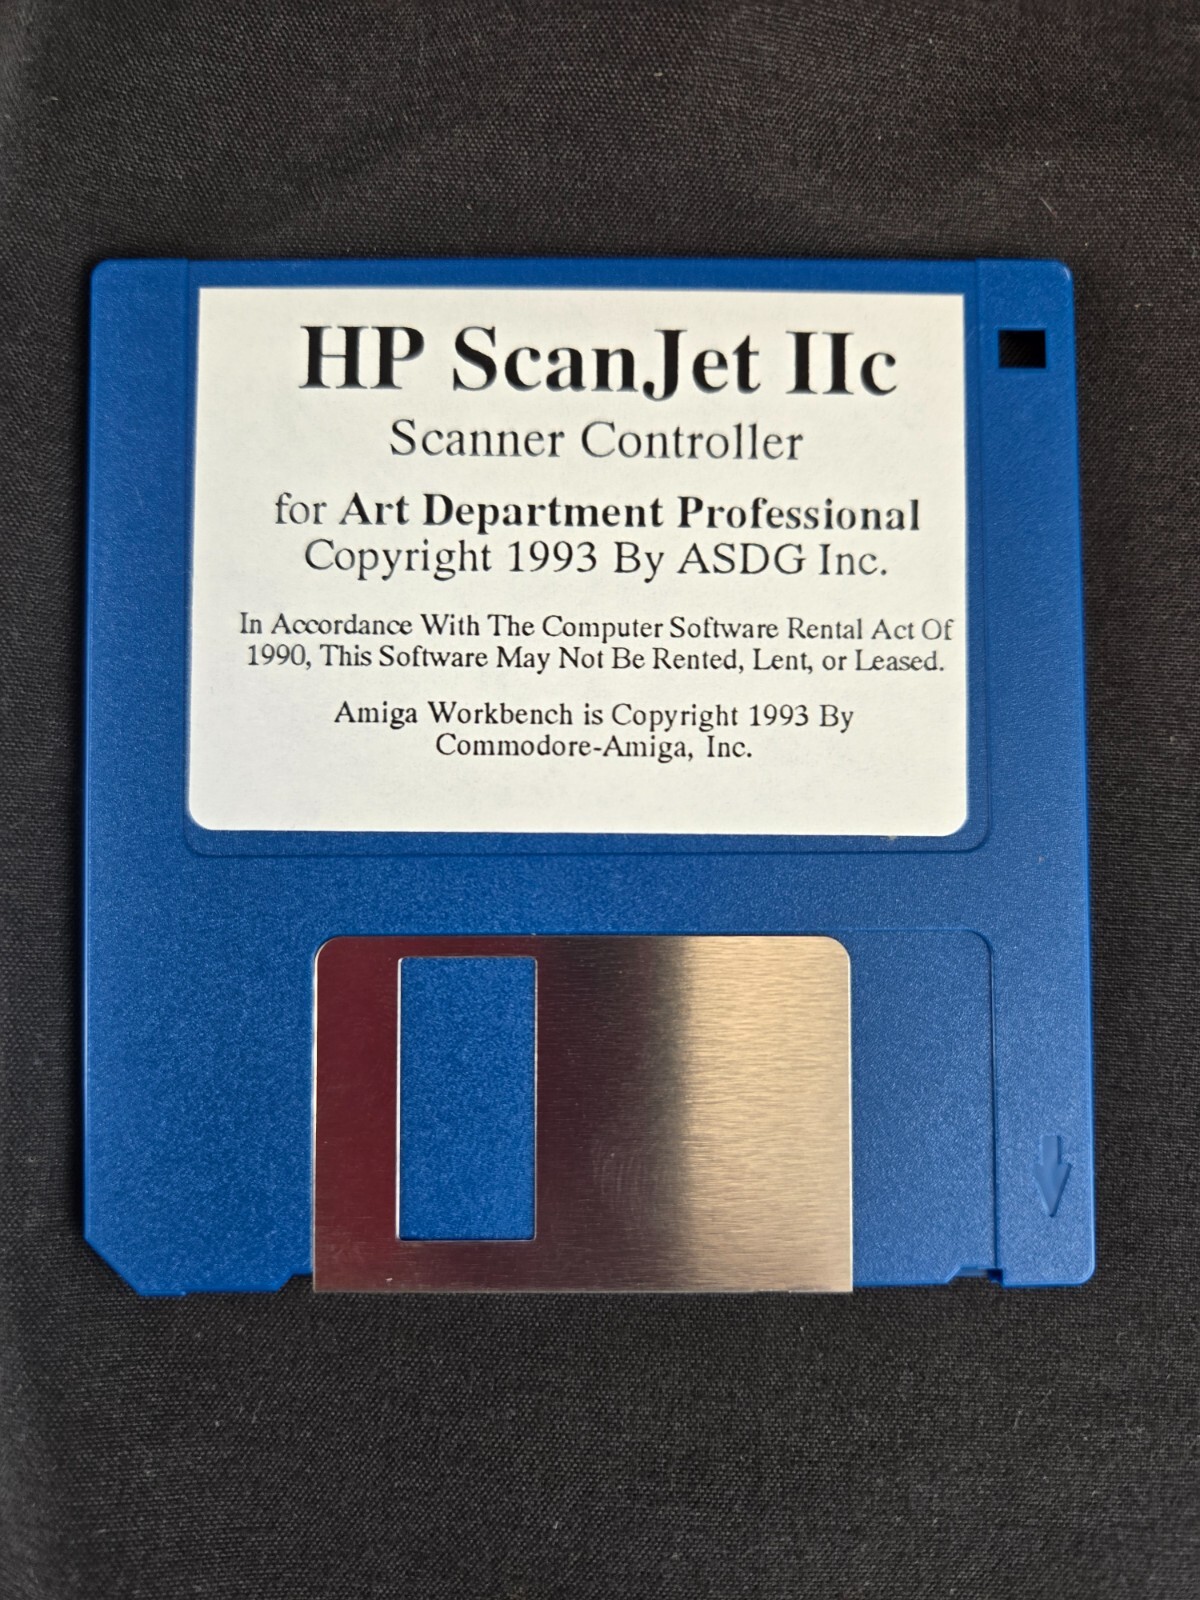 HP ScanJet IIc
Scanner Controller
for Art Department Professional
Copyright 1993 By ASDG Inc.
In Accordance With The Computer Software Rental Act Of
1990, This Software May Not Be Rented, Lent, or Leased.
Amiga Workbench is Copyright 1993 By
Commodore-Amiga, Inc.